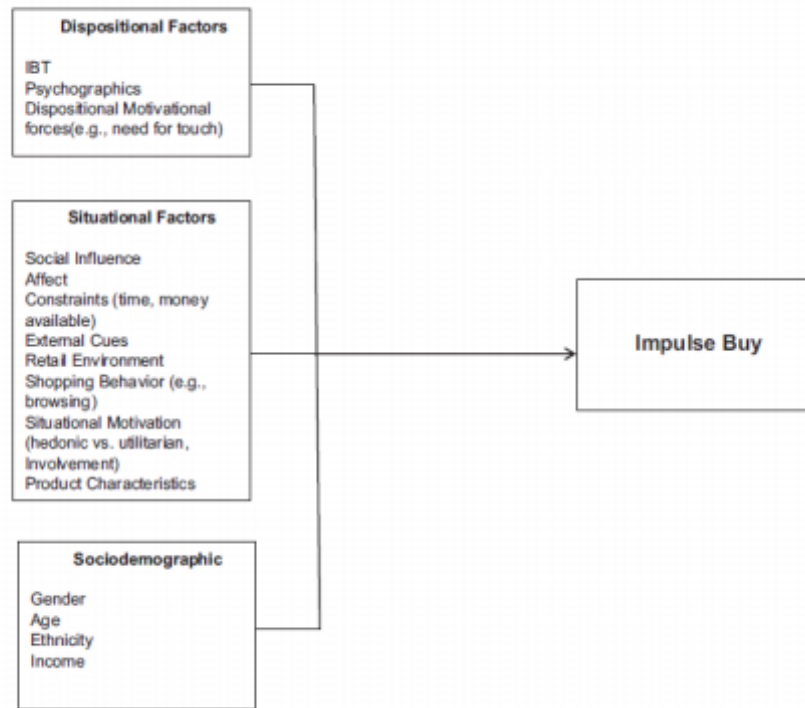 Dispositional Factors
IBT
Psychographics
Dispositional Motivational
forces(e.g., need for touch)
Situational Factors
Social Influence
Affect
Constraints (time, money
available)
External Cues
Retail Environment
Shopping Behavior (e.g.,
browsing)
Situational Motivation
(hedonic vs. utilitarian,
Involvement)
Product Characteristics
Impulse Buy
Sociodemographic
Gender
Age
Ethnicity
Income